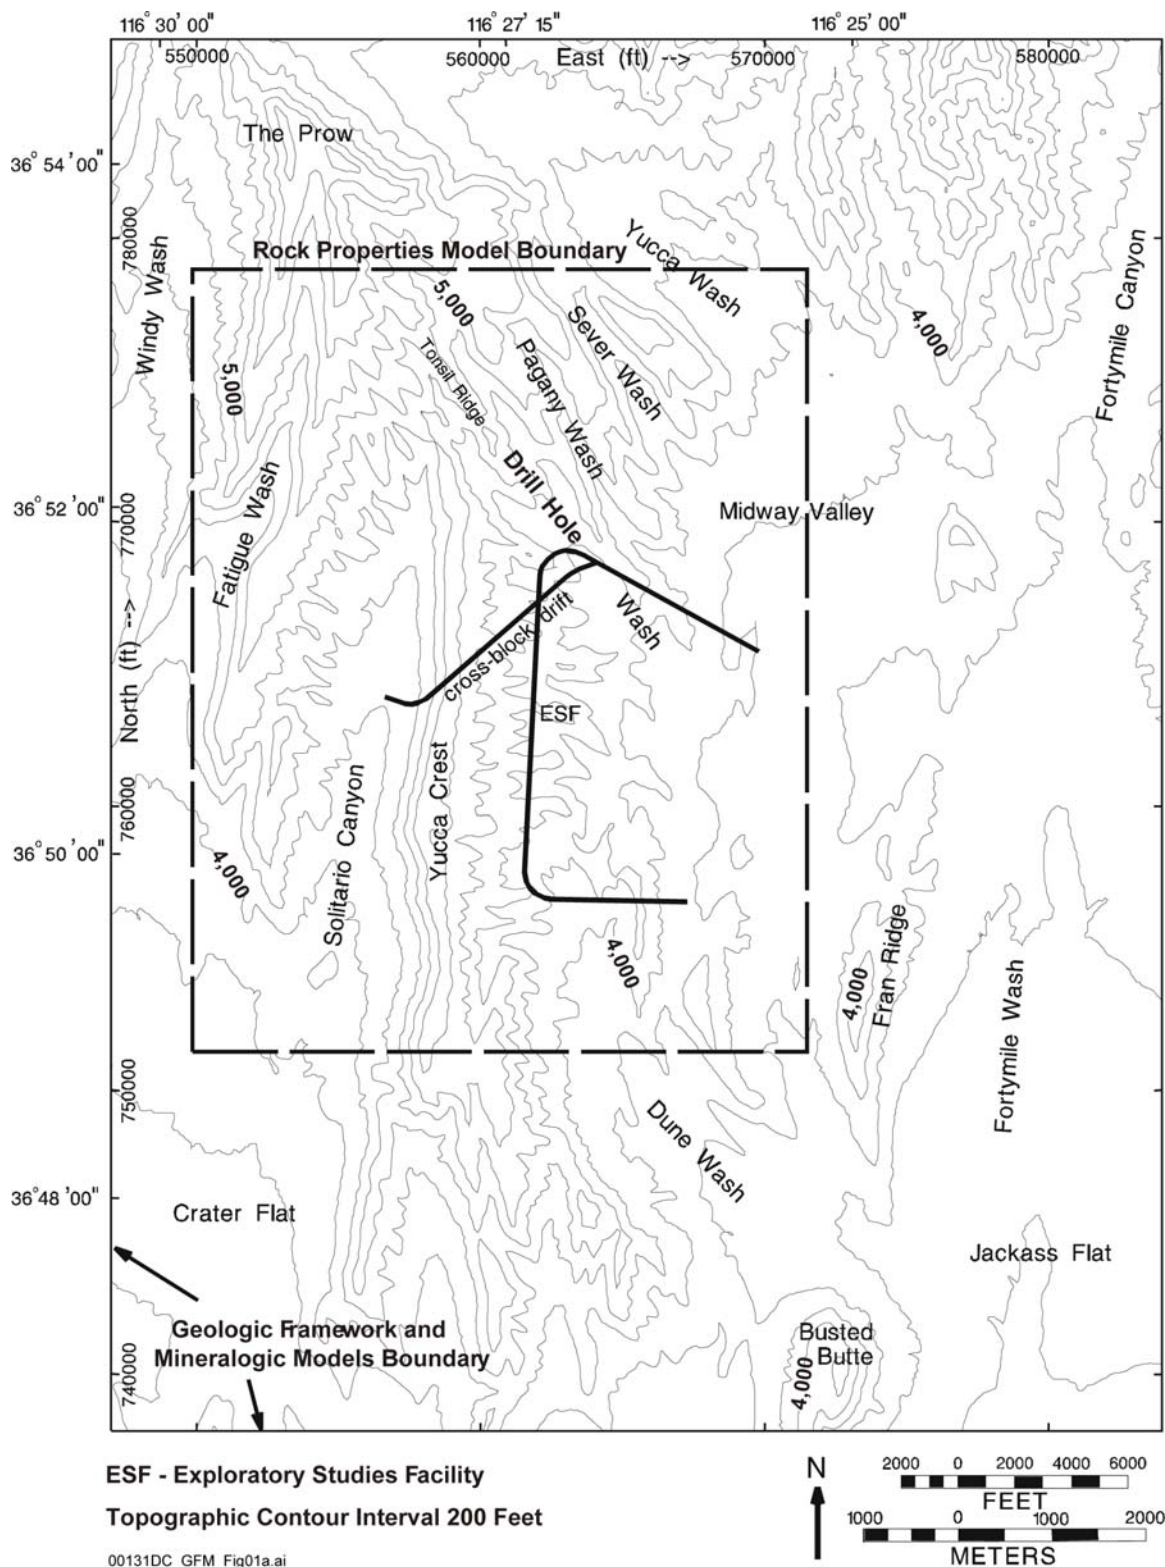 116° 30' 00"
116° 27' 15"
116° 25' 00"
550000
560000
East (ft) -->
570000
580000
The Prow
36° 54' 00"
780000
Yucca Wash
Rock Properties Model Boundary
Windy Wash
Fortymile Canyon
5,000
Sever Wash
4,000
5,000
Tonsil Ridge
Pagany Wash
Drill Hole
Wash
36° 52' 00"
770000
Midway Valley
Fatigue Wash
cross-block drift
North (ft) -->
ESF
Yucca Crest
Solitario Canyon
760000
36° 50' 00"
4,000
4,000
4,000
Fran Ridge
Fortymile Wash
750000
Dune Wash
36° 48' 00"
Crater Flat
Jackass Flat
Geologic Framework and
Mineralogic Models Boundary
Busted
Butte
4,000
740000
ESF - Exploratory Studies Facility
Topographic Contour Interval 200 Feet
00131DC_GFM_Fig01a.ai
N
2000 0 2000 4000 6000
FEET
1000 0 1000 2000
METERS